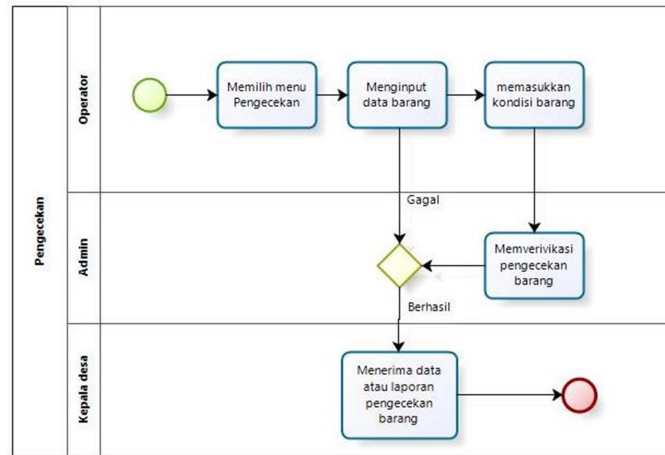 Pengecekan
Operator
Memilih menu
Pengecekan
Menginput
data barang
memasukkan
kondisi barang
Gagal
Admin
Memverivikasi
pengecekan
barang
Berhasil
Kepala desa
Menerima data
atau laporan
pengecekan
barang